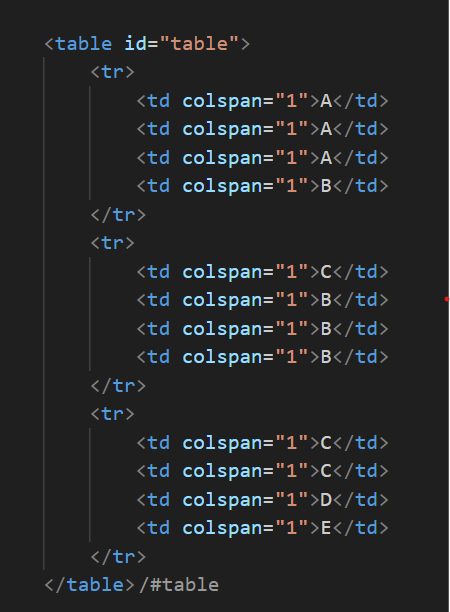 <table id="table">
<tr>
<td colspan="1">A</td>
<td colspan="1">A</td>
<td colspan="1">A</td>
<td colspan="1">B</td>
</tr>
<tr>
<td colspan="1">C</td>
<td colspan="1">B</td>
<td colspan="1">B</td>
<td colspan="1">B</td>
</tr>
<tr>
<td colspan="1">C</td>
<td colspan="1">C</td>
<td colspan="1">D</td>
<td colspan="1">E</td>
</tr>
</table>/#table